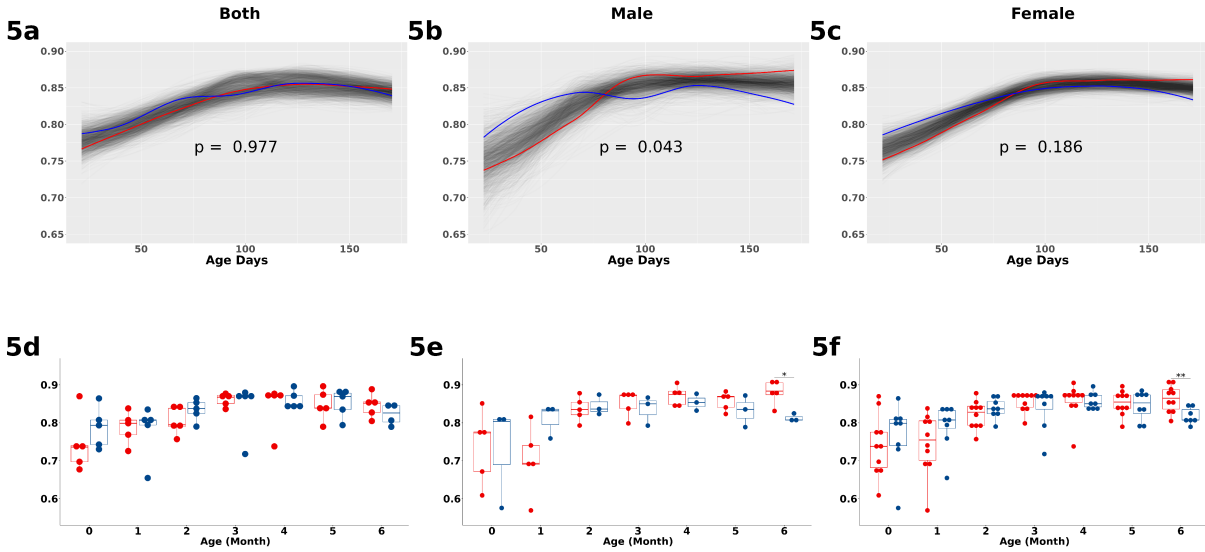 Both
Male
Female
5a
5b
5c
0.90
0.85
0.80
0.75
0.70
0.65
p = 0.977
50
100
150
Age Days
0.90
0.85
0.80
0.75
0.70
0.65
p = 0.043
50
100
150
Age Days
0.90
0.85
0.80
0.75
0.70
0.65
p = 0.186
50
100
150
Age Days
5d
5e
5f
0.9
0.8
0.7
0.6
0 1 2 3 4 5 6
Age (Month)
0.9
0.8
0.7
0.6
*
0 1 2 3 4 5 6
Age (Month)
0.9
0.8
0.7
0.6
**
0 1 2 3 4 5 6
Age (Month)